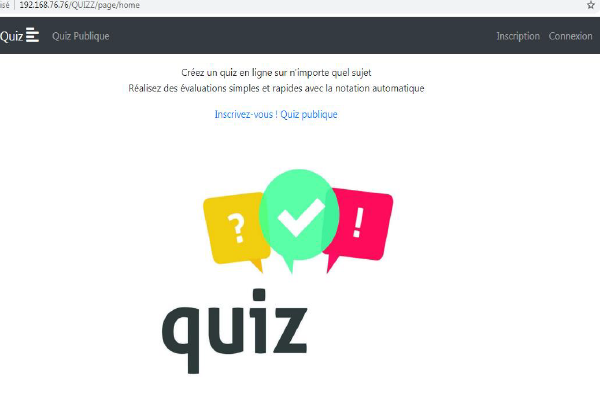 isé 192.168.76.76/QUIZZ/page/home
Quiz Quiz Publique Inscription Connexion
Créez un quiz en ligne sur n'importe quel sujet
Réalisez des évaluations simples et rapides avec la notation automatique
Inscrivez-vous ! Quiz publique
? !
quiz